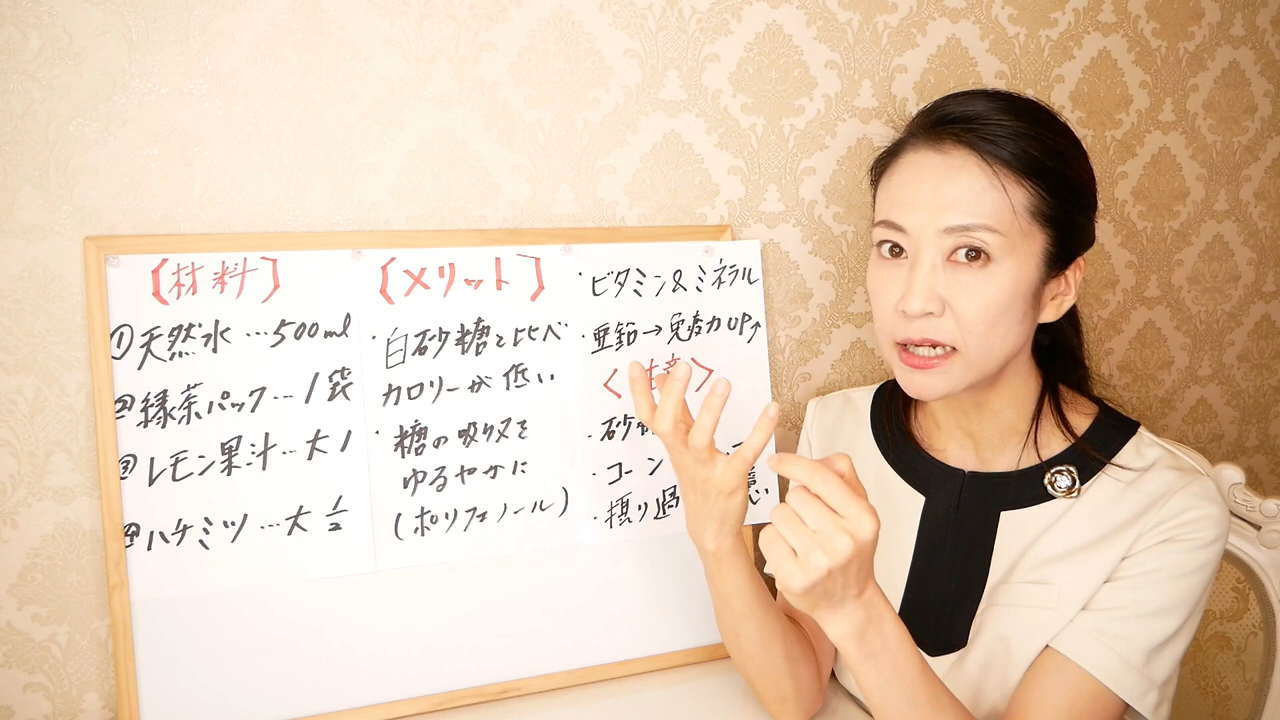 【材料】
①天然水…500ml
②緑茶パック…1袋
③レモン果汁…大1
④ハチミツ…大1/2
【メリット】
・白砂糖と比べ
カロリーが低い
・糖の吸収を
ゆるやかに
(ポリフェノール)
・ビタミン&ミネラル
・亜鉛→免疫力UP↑
<注意>
・砂
・コーン
・摂り過